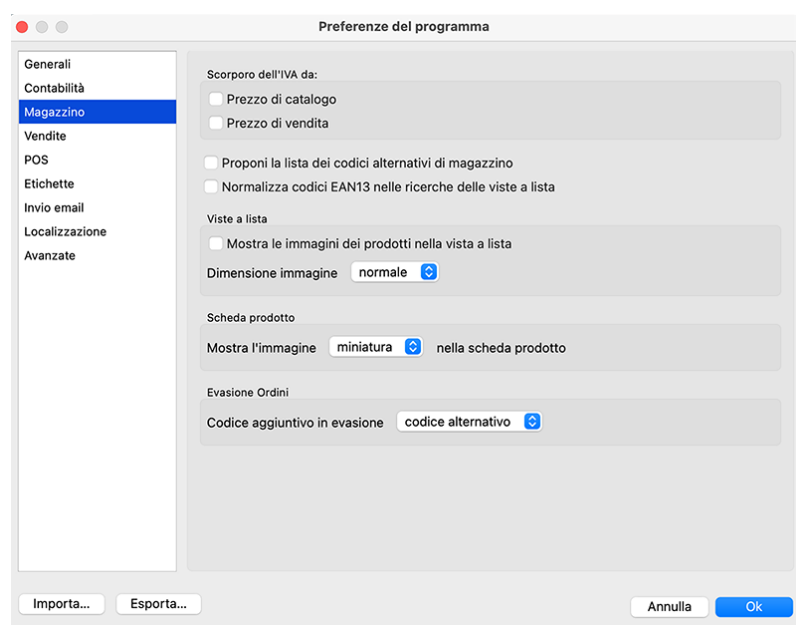 Preferenze del programma
Generali
Contabilità
Magazzino
Vendite
POS
Etichette
Invio email
Localizzazione
Avanzate
Scorporo dell'IVA da:
Prezzo di catalogo
Prezzo di vendita
Proponi la lista dei codici alternativi di magazzino
Normalizza codici EAN13 nelle ricerche delle viste a lista
Viste a lista
Mostra le immagini dei prodotti nella vista a lista
Dimensione immagine normale
Scheda prodotto
Mostra l'immagine miniatura nella scheda prodotto
Evasione Ordini
Codice aggiuntivo in evasione codice alternativo
Importa... Esporta... Annulla Ok